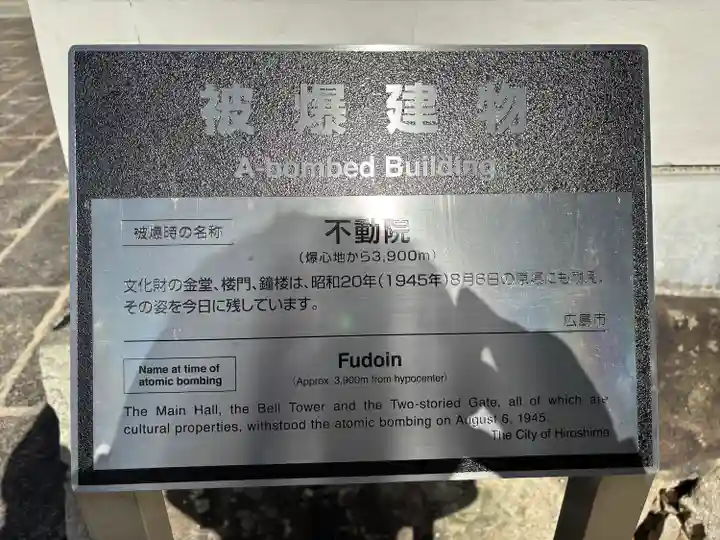 被爆建物
A-bombed Building
被爆時の名称
不動院
(爆心地から3,900m)
文化財の金堂、楼門、鐘楼は、昭和20年(1945年)8月6日の原爆にも耐え、
その姿を今日に残しています。
広島市
Name at time of
atomic bombing
Fudoin
(Approx. 3,900m from hypocenter)
The Main Hall, the Bell Tower and the Two-storied Gate, all of which are
cultural properties, withstood the atomic bombing on August 6, 1945.
The City of Hiroshima